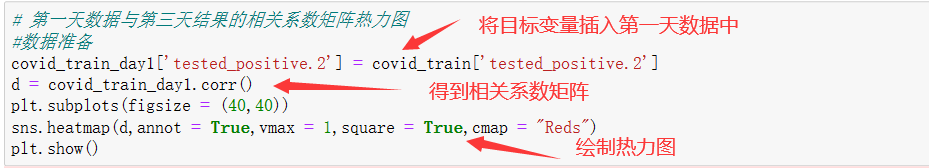 # 第一天数据与第三天结果的相关系数矩阵热力图
#数据准备
将目标变量插入第一天数据中
covid_train_day1['tested_positive.2'] = covid_train['tested_positive.2']
d = covid_train_day1.corr()
得到相关系数矩阵
plt.subplots(figsize = (40,40))
sns.heatmap(d,annot = True,vmax = 1,square = True,cmap = "Reds")
plt.show()
绘制热力图